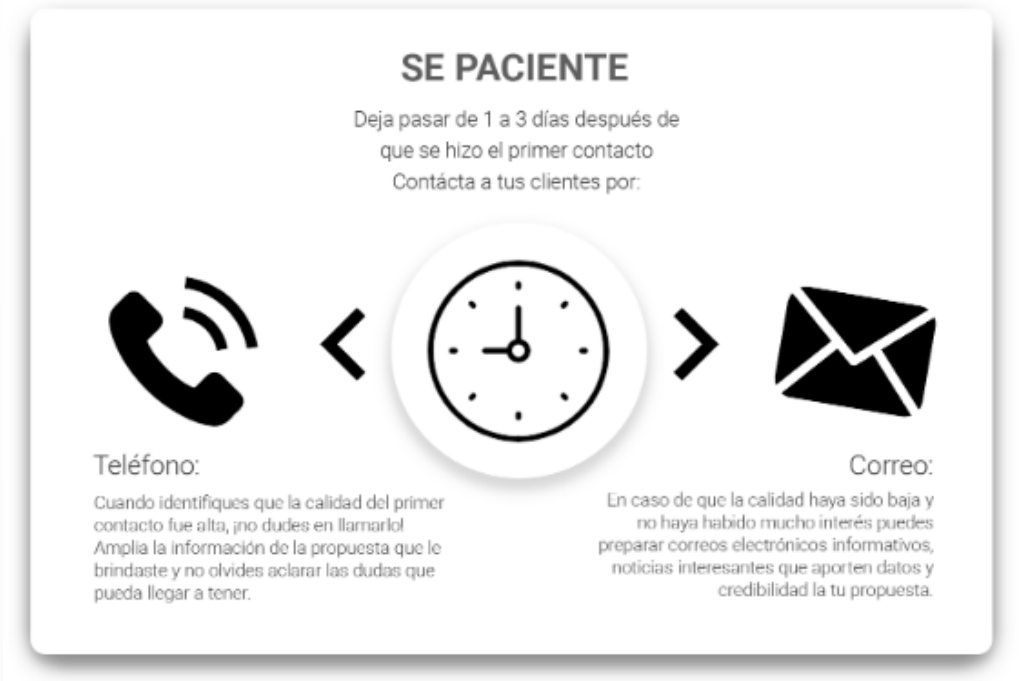 SE PACIENTE
Deja pasar de 1 a 3 días después de
que se hizo el primer contacto
Contácta a tus clientes por:
Teléfono:
Cuando identifiques que la calidad del primer
contacto fue alta, ¡no dudes en llamarlo!
Amplia la información de la propuesta que le
brindaste y no olvides aclarar las dudas que
pueda llegar a tener.
Correo:
En caso de que la calidad haya sido baja y
no haya habido mucho interés puedes
preparar correos electrónicos informativos,
noticias interesantes que aporten datos y
credibilidad la tu propuesta.